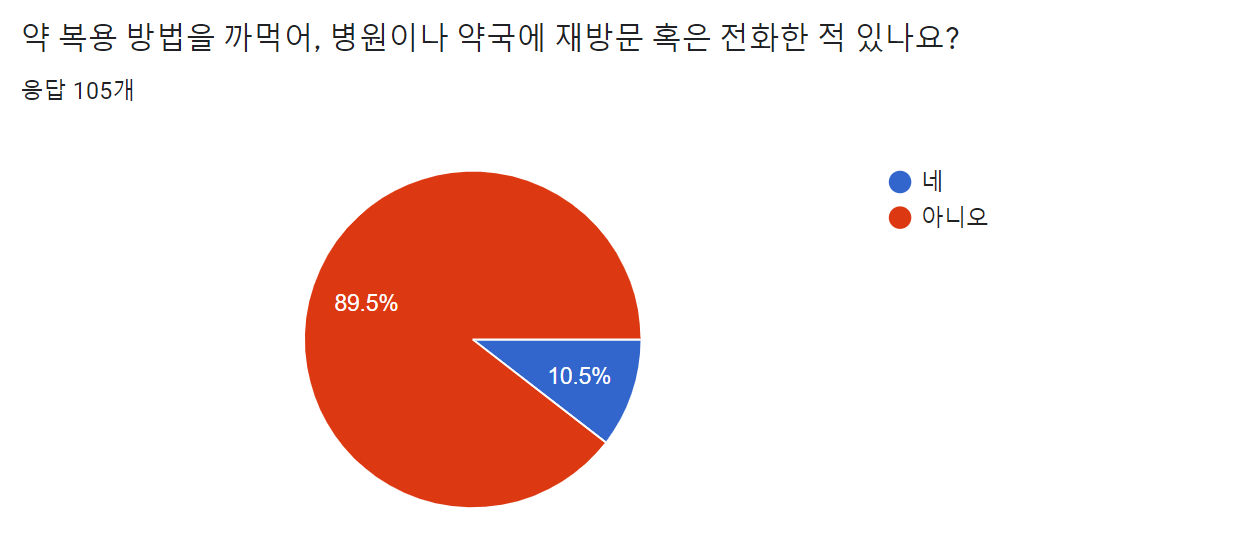 약 복용 방법을 까먹어, 병원이나 약국에 재방문 혹은 전화한 적 있나요?
응답 105개
네
아니오
89.5%
10.5%